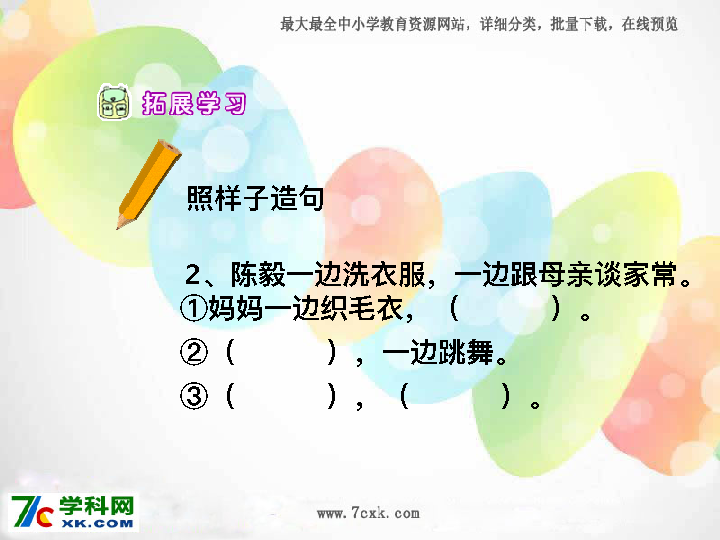 最大最全中小学教育资源网站，详细分类，批量下载，在线预览
拓展学习
照样子造句
2、陈毅一边洗衣服，一边跟母亲谈家常。
①妈妈一边织毛衣，（　　　）。
②（　　　），一边跳舞。
③（　　　），（　　　）。
7C学科网
XK.COM
www.7cxk.com